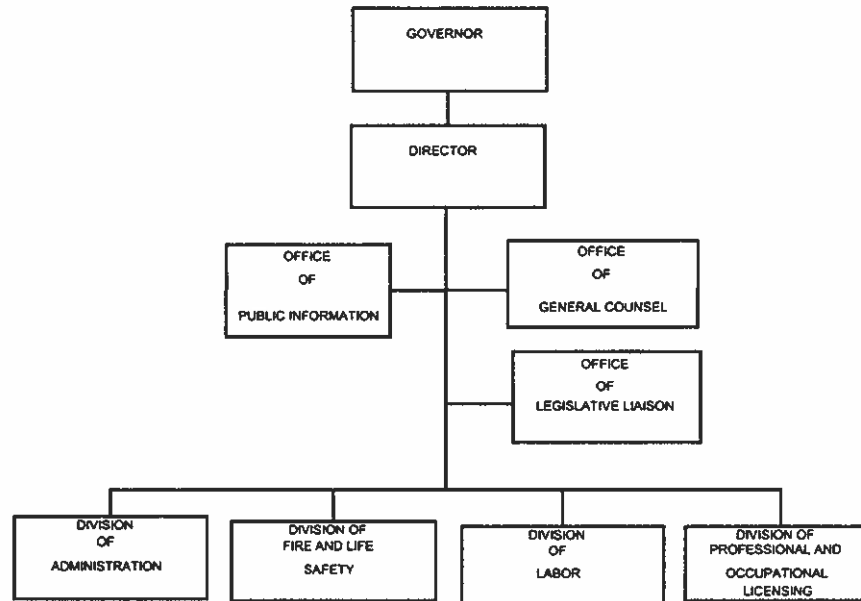 GOVERNOR
DIRECTOR
OFFICE
OF
PUBLIC INFORMATION
OFFICE
OF
GENERAL COUNSEL
OFFICE
OF
LEGISLATIVE LIAISON
DIVISION
OF
ADMINISTRATION
DIVISION OF
FIRE AND LIFE
SAFETY
DIVISION
OF
LABOR
DIVISION OF
PROFESSIONAL AND
OCCUPATIONAL
LICENSING